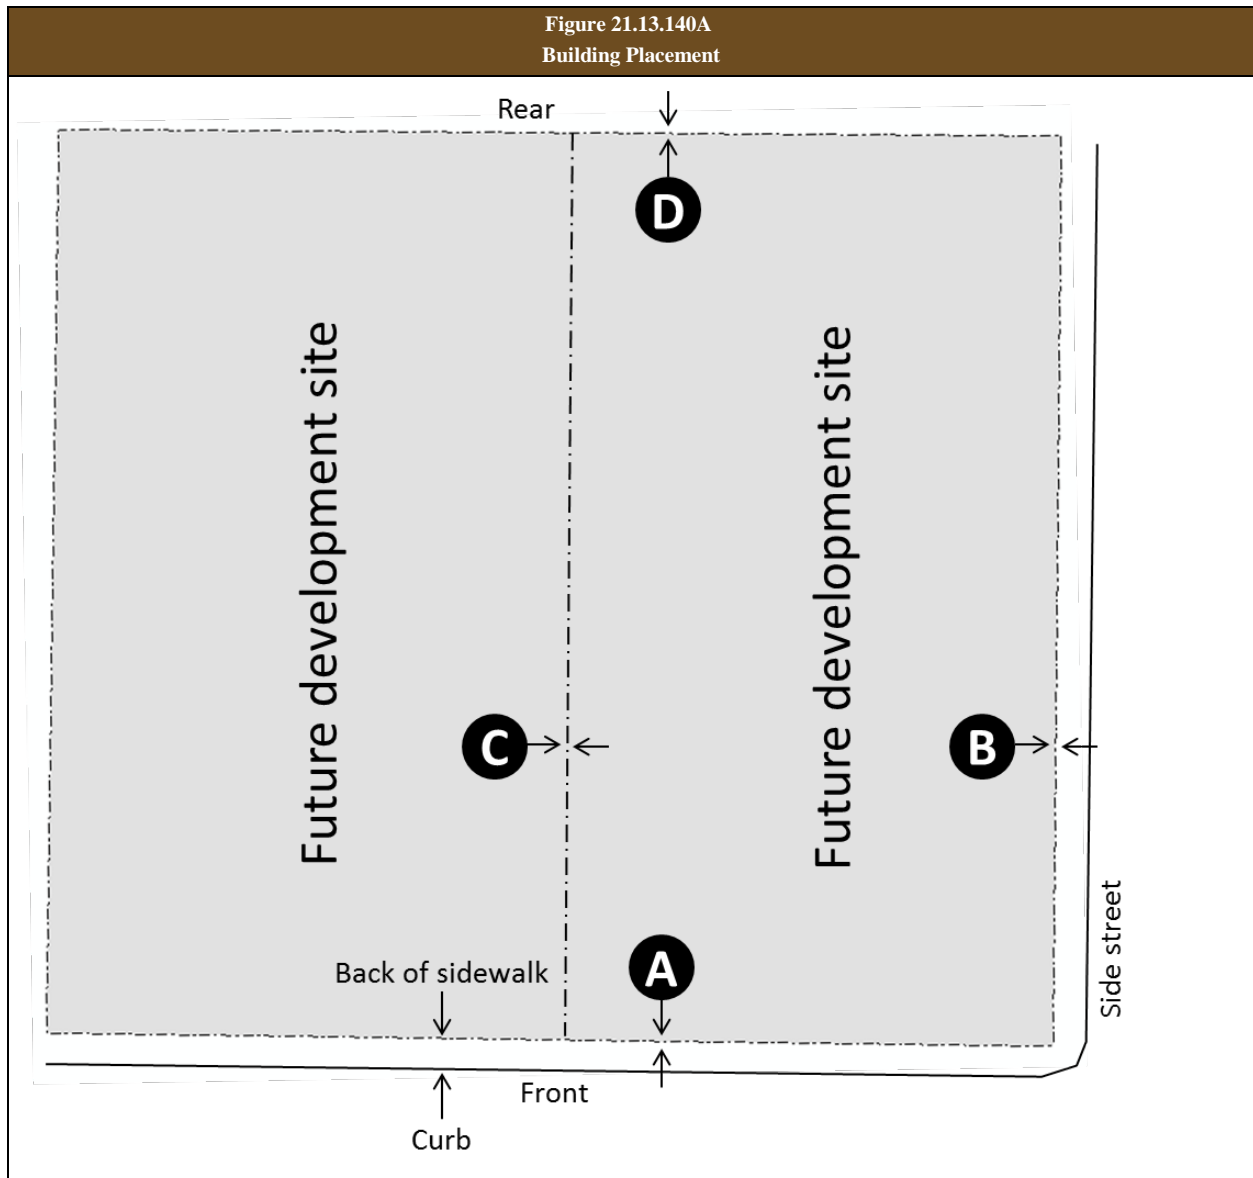 Figure 21.13.140A
Building Placement
Rear
D
Future development site
Future development site
C
B
A
Back of sidewalk
Side street
Front
Curb